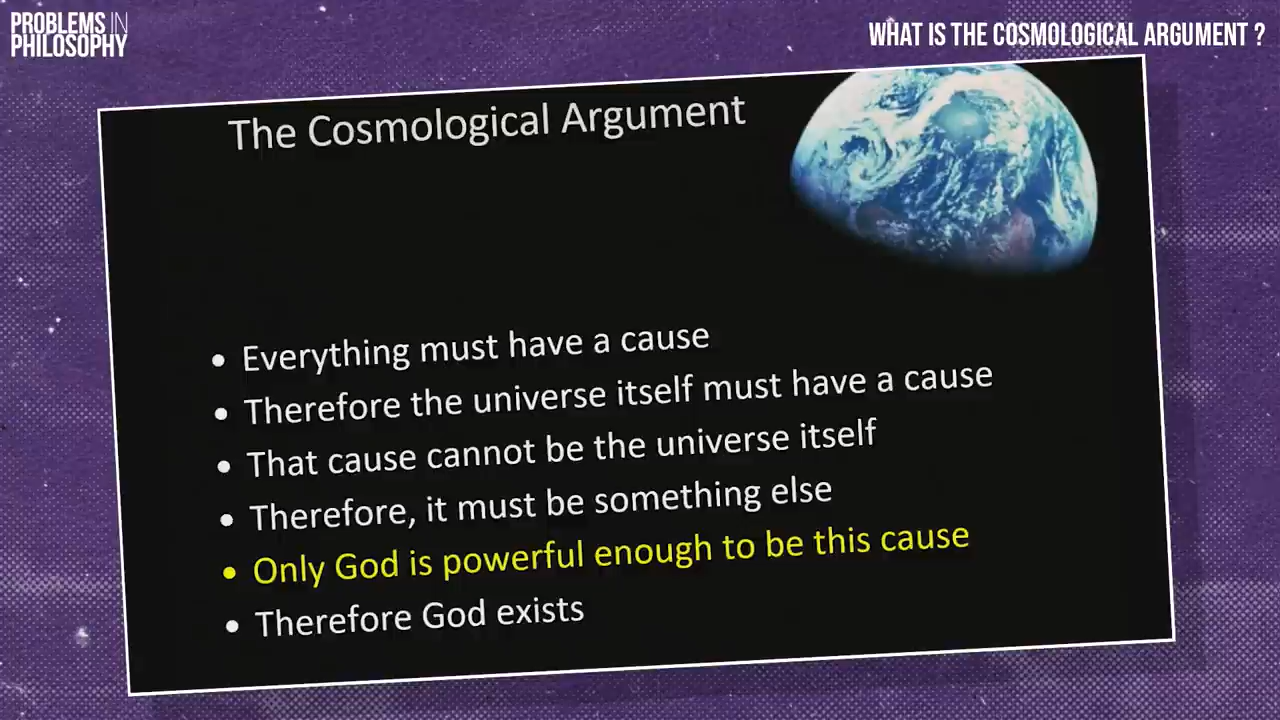 PROBLEMS IN
PHILOSOPHY
WHAT IS THE COSMOLOGICAL ARGUMENT ?
The Cosmological Argument
• Everything must have a cause
• Therefore the universe itself must have a cause
• That cause cannot be the universe itself
• Therefore, it must be something else
• Only God is powerful enough to be this cause
• Therefore God exists